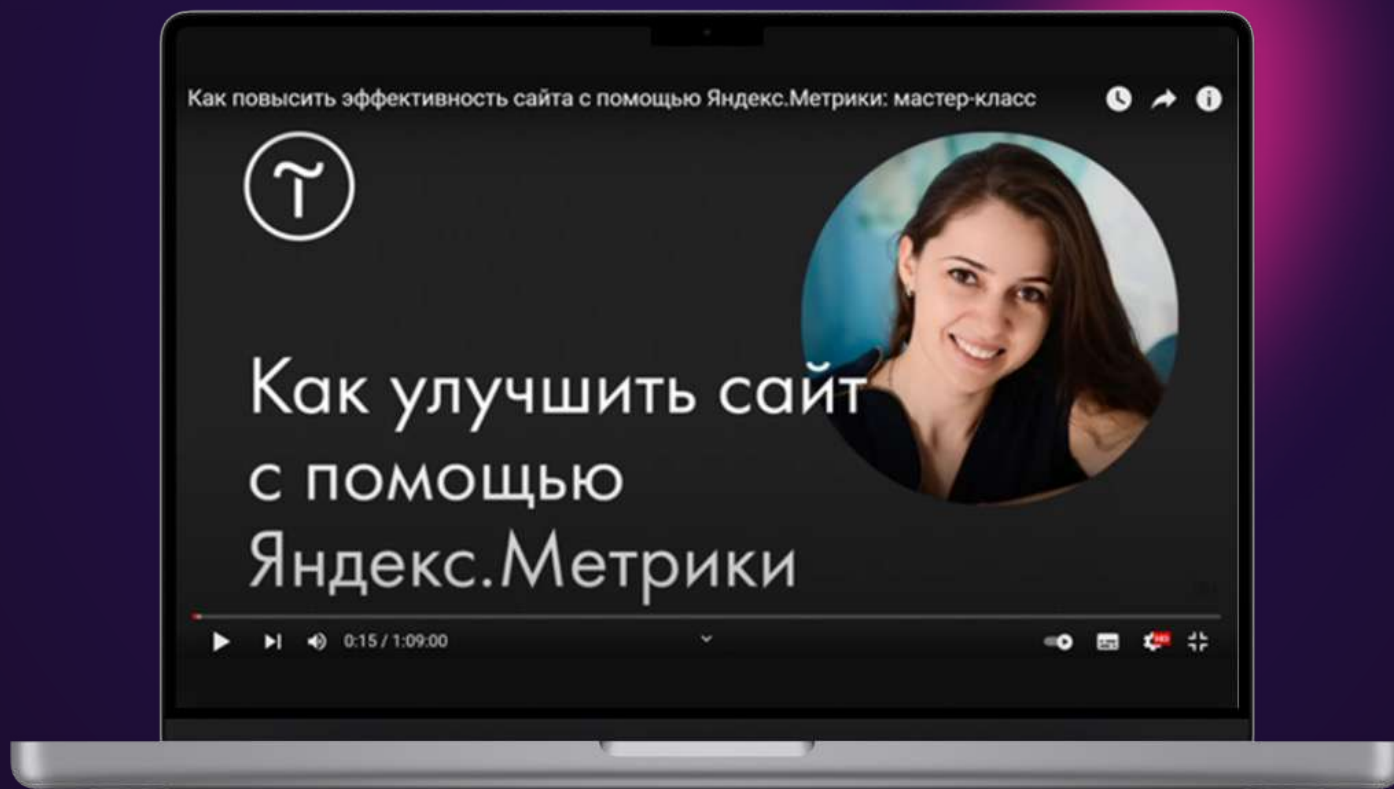 Как повысить эффективность сайта с помощью Яндекс.Метрики: мастер-класс
Как улучшить сайт
с помощью
Яндекс.Метрики
0:15 / 1:09:00
HD